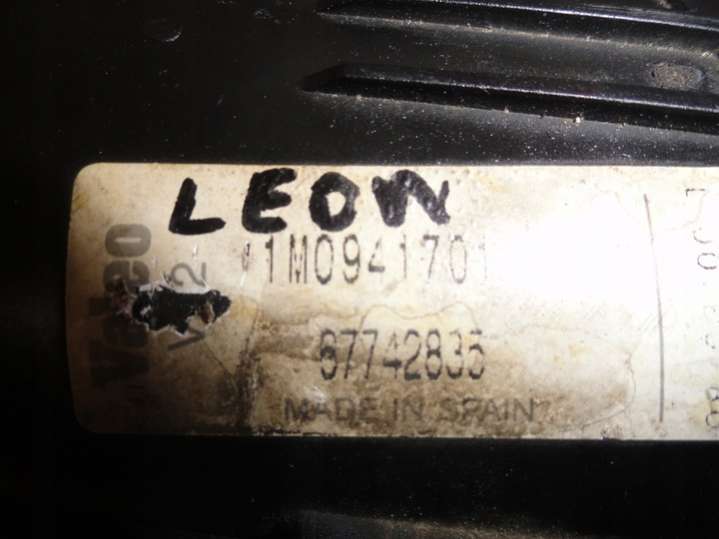 LEON
Valeo
1M0941701
67742835
MADE IN SPAIN